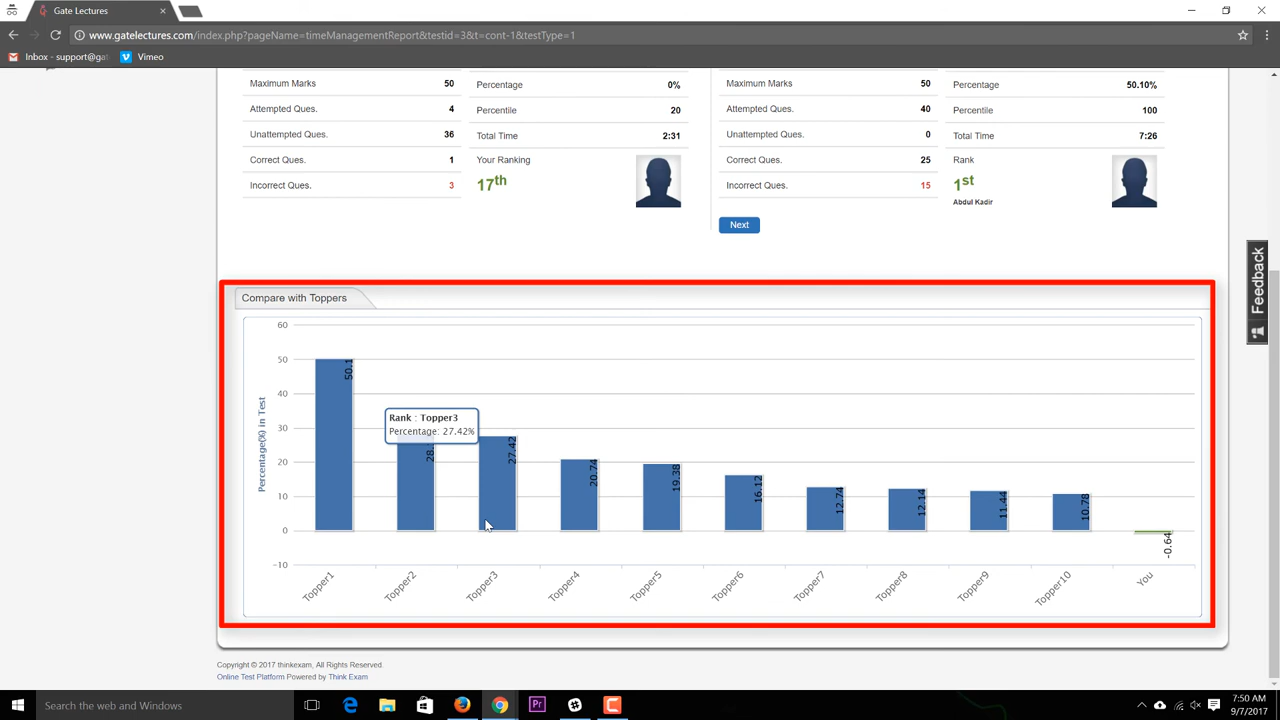 Gate Lectures
www.gatelectures.com/index.php?pageName=timeManagementReport&testid=3&t=cont-1&testType=1
Inbox - support@gat
Vimeo
Maximum Marks 50 Percentage 0% Maximum Marks 50 Percentage 50.10%
Attempted Ques. 4 Percentile 20 Attempted Ques. 40 Percentile 100
Unattempted Ques. 36 Total Time 2:31 Unattempted Ques. 0 Total Time 7:26
Correct Ques. 1 Your Ranking Correct Ques. 25 Rank
Incorrect Ques. 3 17th Incorrect Ques. 15 1st
Abdul Kadir
Next
Feedback
Compare with Toppers
Percentage(%) in Test
60
50
40
30
20
10
0
-10
50.1
28.
27.42
20.74
19.38
16.12
12.74
12.14
11.44
10.78
-0.64
Rank : Topper3
Percentage: 27.42%
Topper1
Topper2
Topper3
Topper4
Topper5
Topper6
Topper7
Topper8
Topper9
Topper10
You
Copyright © 2017 thinkexam, All Rights Reserved.
Online Test Platform Powered by Think Exam
Search the web and Windows
Pr
7:50 AM
9/7/2017